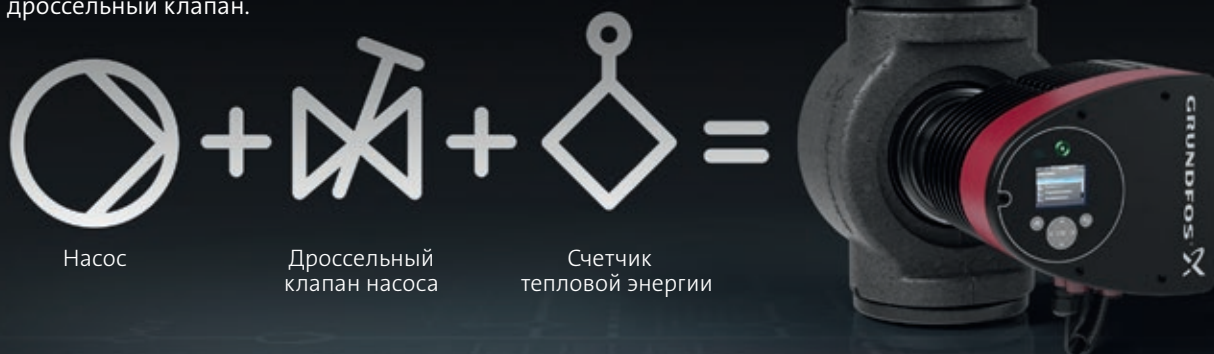 дроссельный клапан.
Насос
Дроссельный
клапан насоса
Счетчик
тепловой энергии
GRUNDFOS